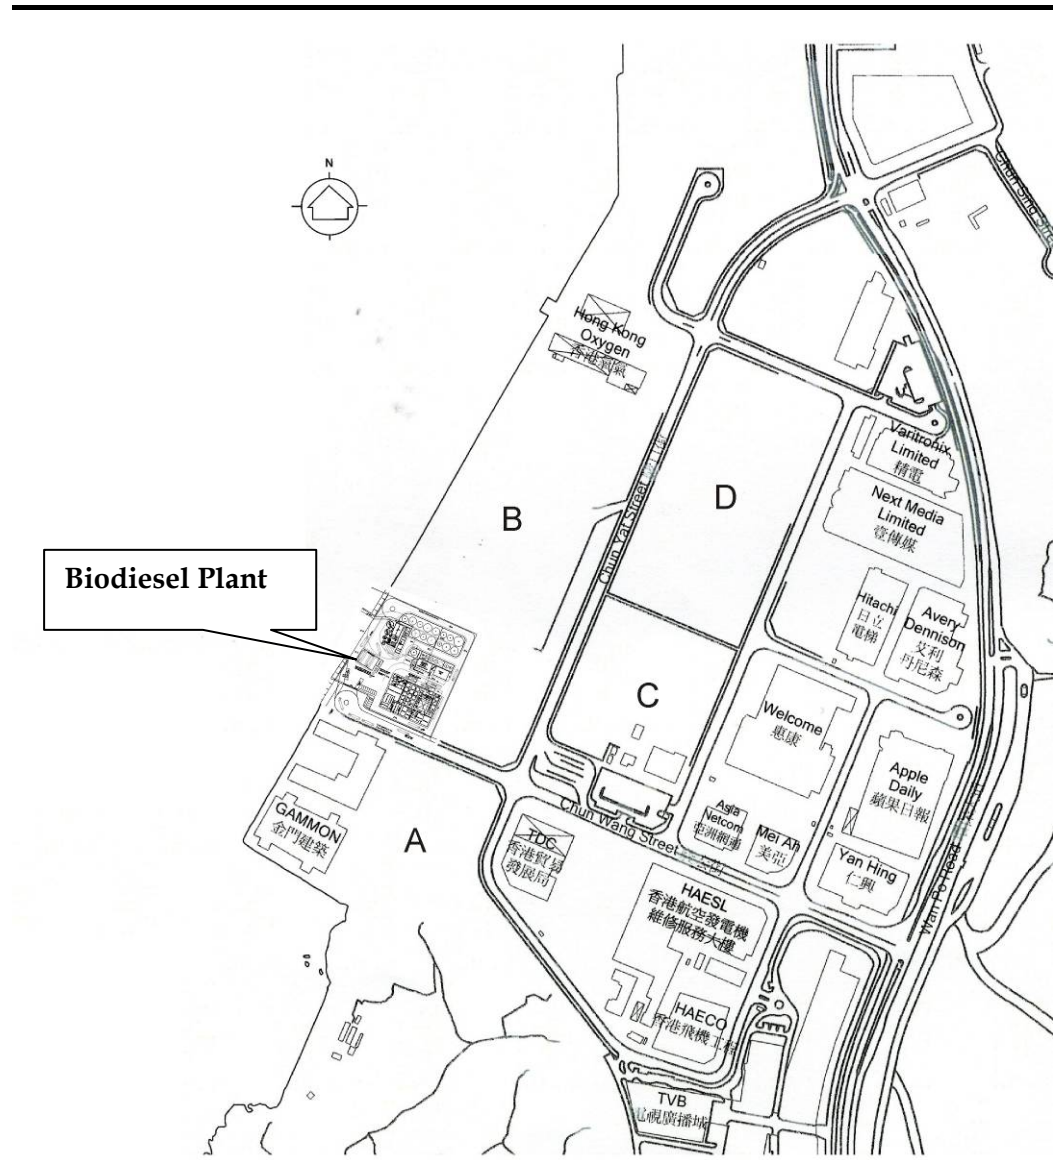 N
Chun Sing Street
Hong Kong
Oxygen
香港氧氣
Varitronix
Limited
精電
Next Media
Limited
壹傳媒
Chun Yat Street
B
D
Biodiesel Plant
Hitachi
日立
電梯
Avery
Dennison
艾利
丹尼森
C
Welcome
惠康
Apple
Daily
蘋果日報
GAMMON
金門建築
A
Chun Wang Street
Asia
Netcom
亞洲網通
Mei Ah
美亞
TDC
香港貿易
發展局
Yan Hing
仁興
Wan Po Road
HAESL
香港航空發電機
維修服務大樓
HAECO
香港飛機工程
TVB
電視廣播城